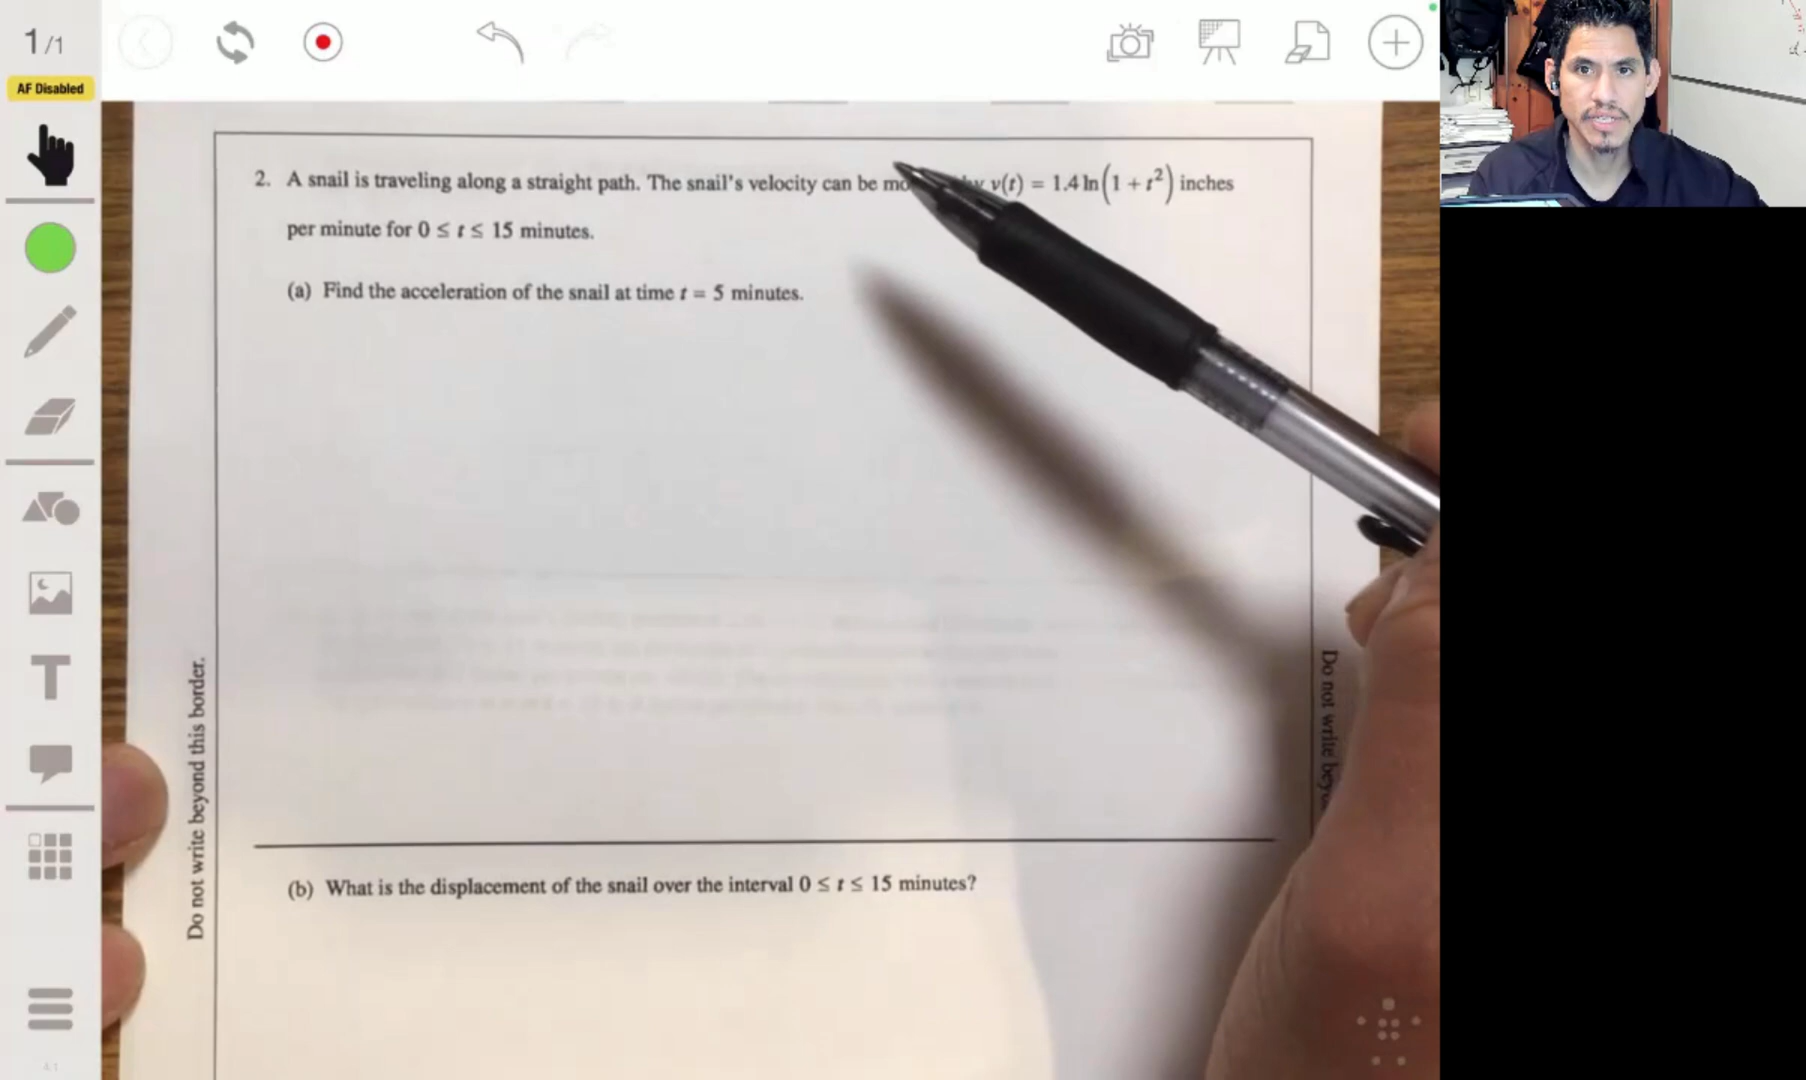 1/1
AF Disabled
2. A snail is traveling along a straight path. The snail's velocity can be v(t) = 1.4 ln(1 + t²) inches
per minute for 0 ≤ t ≤ 15 minutes.
(a) Find the acceleration of the snail at time t = 5 minutes.
T
Do not write beyond this border.
Do not write
(b) What is the displacement of the snail over the interval 0 ≤ t ≤ 15 minutes?